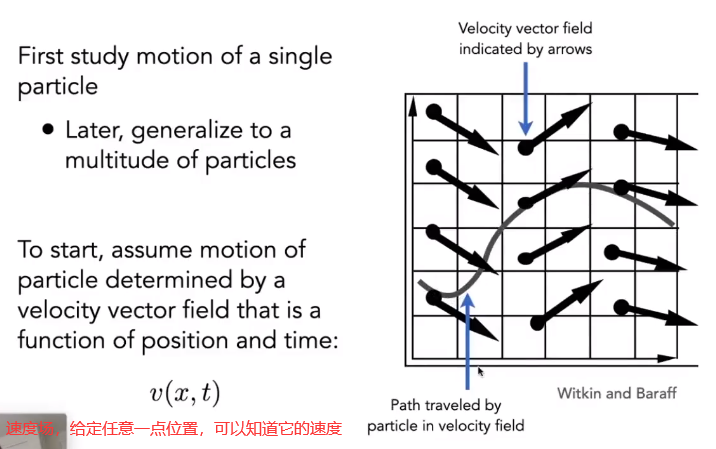 First study motion of a single
particle
● Later, generalize to a
multitude of particles
To start, assume motion of
particle determined by a
velocity vector field that is a
function of position and time:
v(x, t)
速度场，给定任意一点位置，可以知道它的速度
Velocity vector field
indicated by arrows
Witkin and Baraff
Path traveled by
particle in velocity field